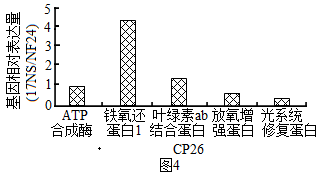 基因相对表达量
(17NS/NF24)
5
4
3
2
1
0
ATP
合成酶
铁氧还
蛋白1
叶绿素ab
结合蛋白
放氧增
强蛋白
光系统
修复蛋白
CP26
图4